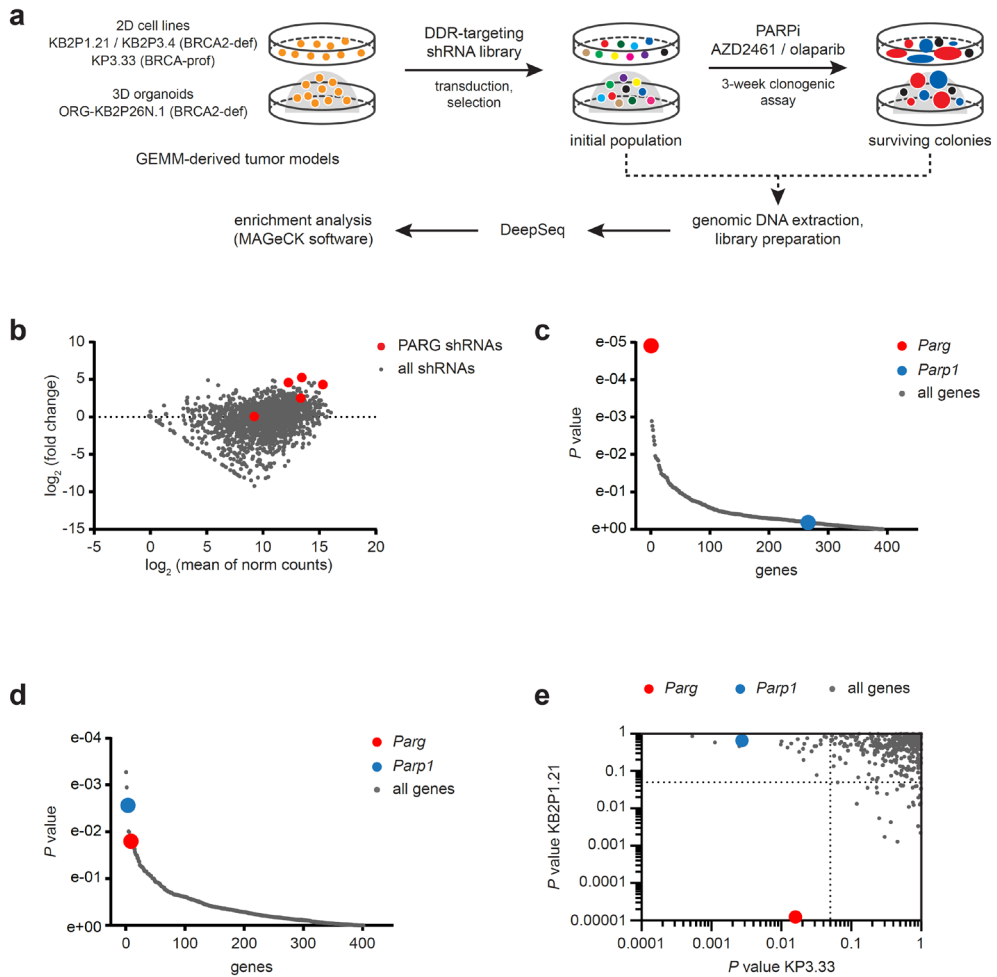 a
2D cell lines
KB2P1.21 / KB2P3.4 (BRCA2-def)
KP3.33 (BRCA-prof)
3D organoids
ORG-KB2P26N.1 (BRCA2-def)
GEMM-derived tumor models
DDR-targeting
shRNA library
transduction,
selection
initial population
PARPi
AZD2461 / olaparib
3-week clonogenic
assay
surviving colonies
genomic DNA extraction,
library preparation
DeepSeq
enrichment analysis
(MAGeCK software)
b
log2 (fold change)
10
5
0
-5
-10
-15
-5
0
5
10
15
20
log2 (mean of norm counts)
PARG shRNAs
all shRNAs
c
P value
e-05
e-04
e-03
e-02
e-01
e+00
0
100
200
300
400
genes
Parg
Parp1
all genes
d
P value
e-04
e-03
e-02
e-01
e+00
0
100
200
300
400
genes
Parg
Parp1
all genes
e
Parg
Parp1
all genes
P value KB2P1.21
1
0.1
0.01
0.001
0.0001
0.00001
0.0001
0.001
0.01
0.1
1
P value KP3.33